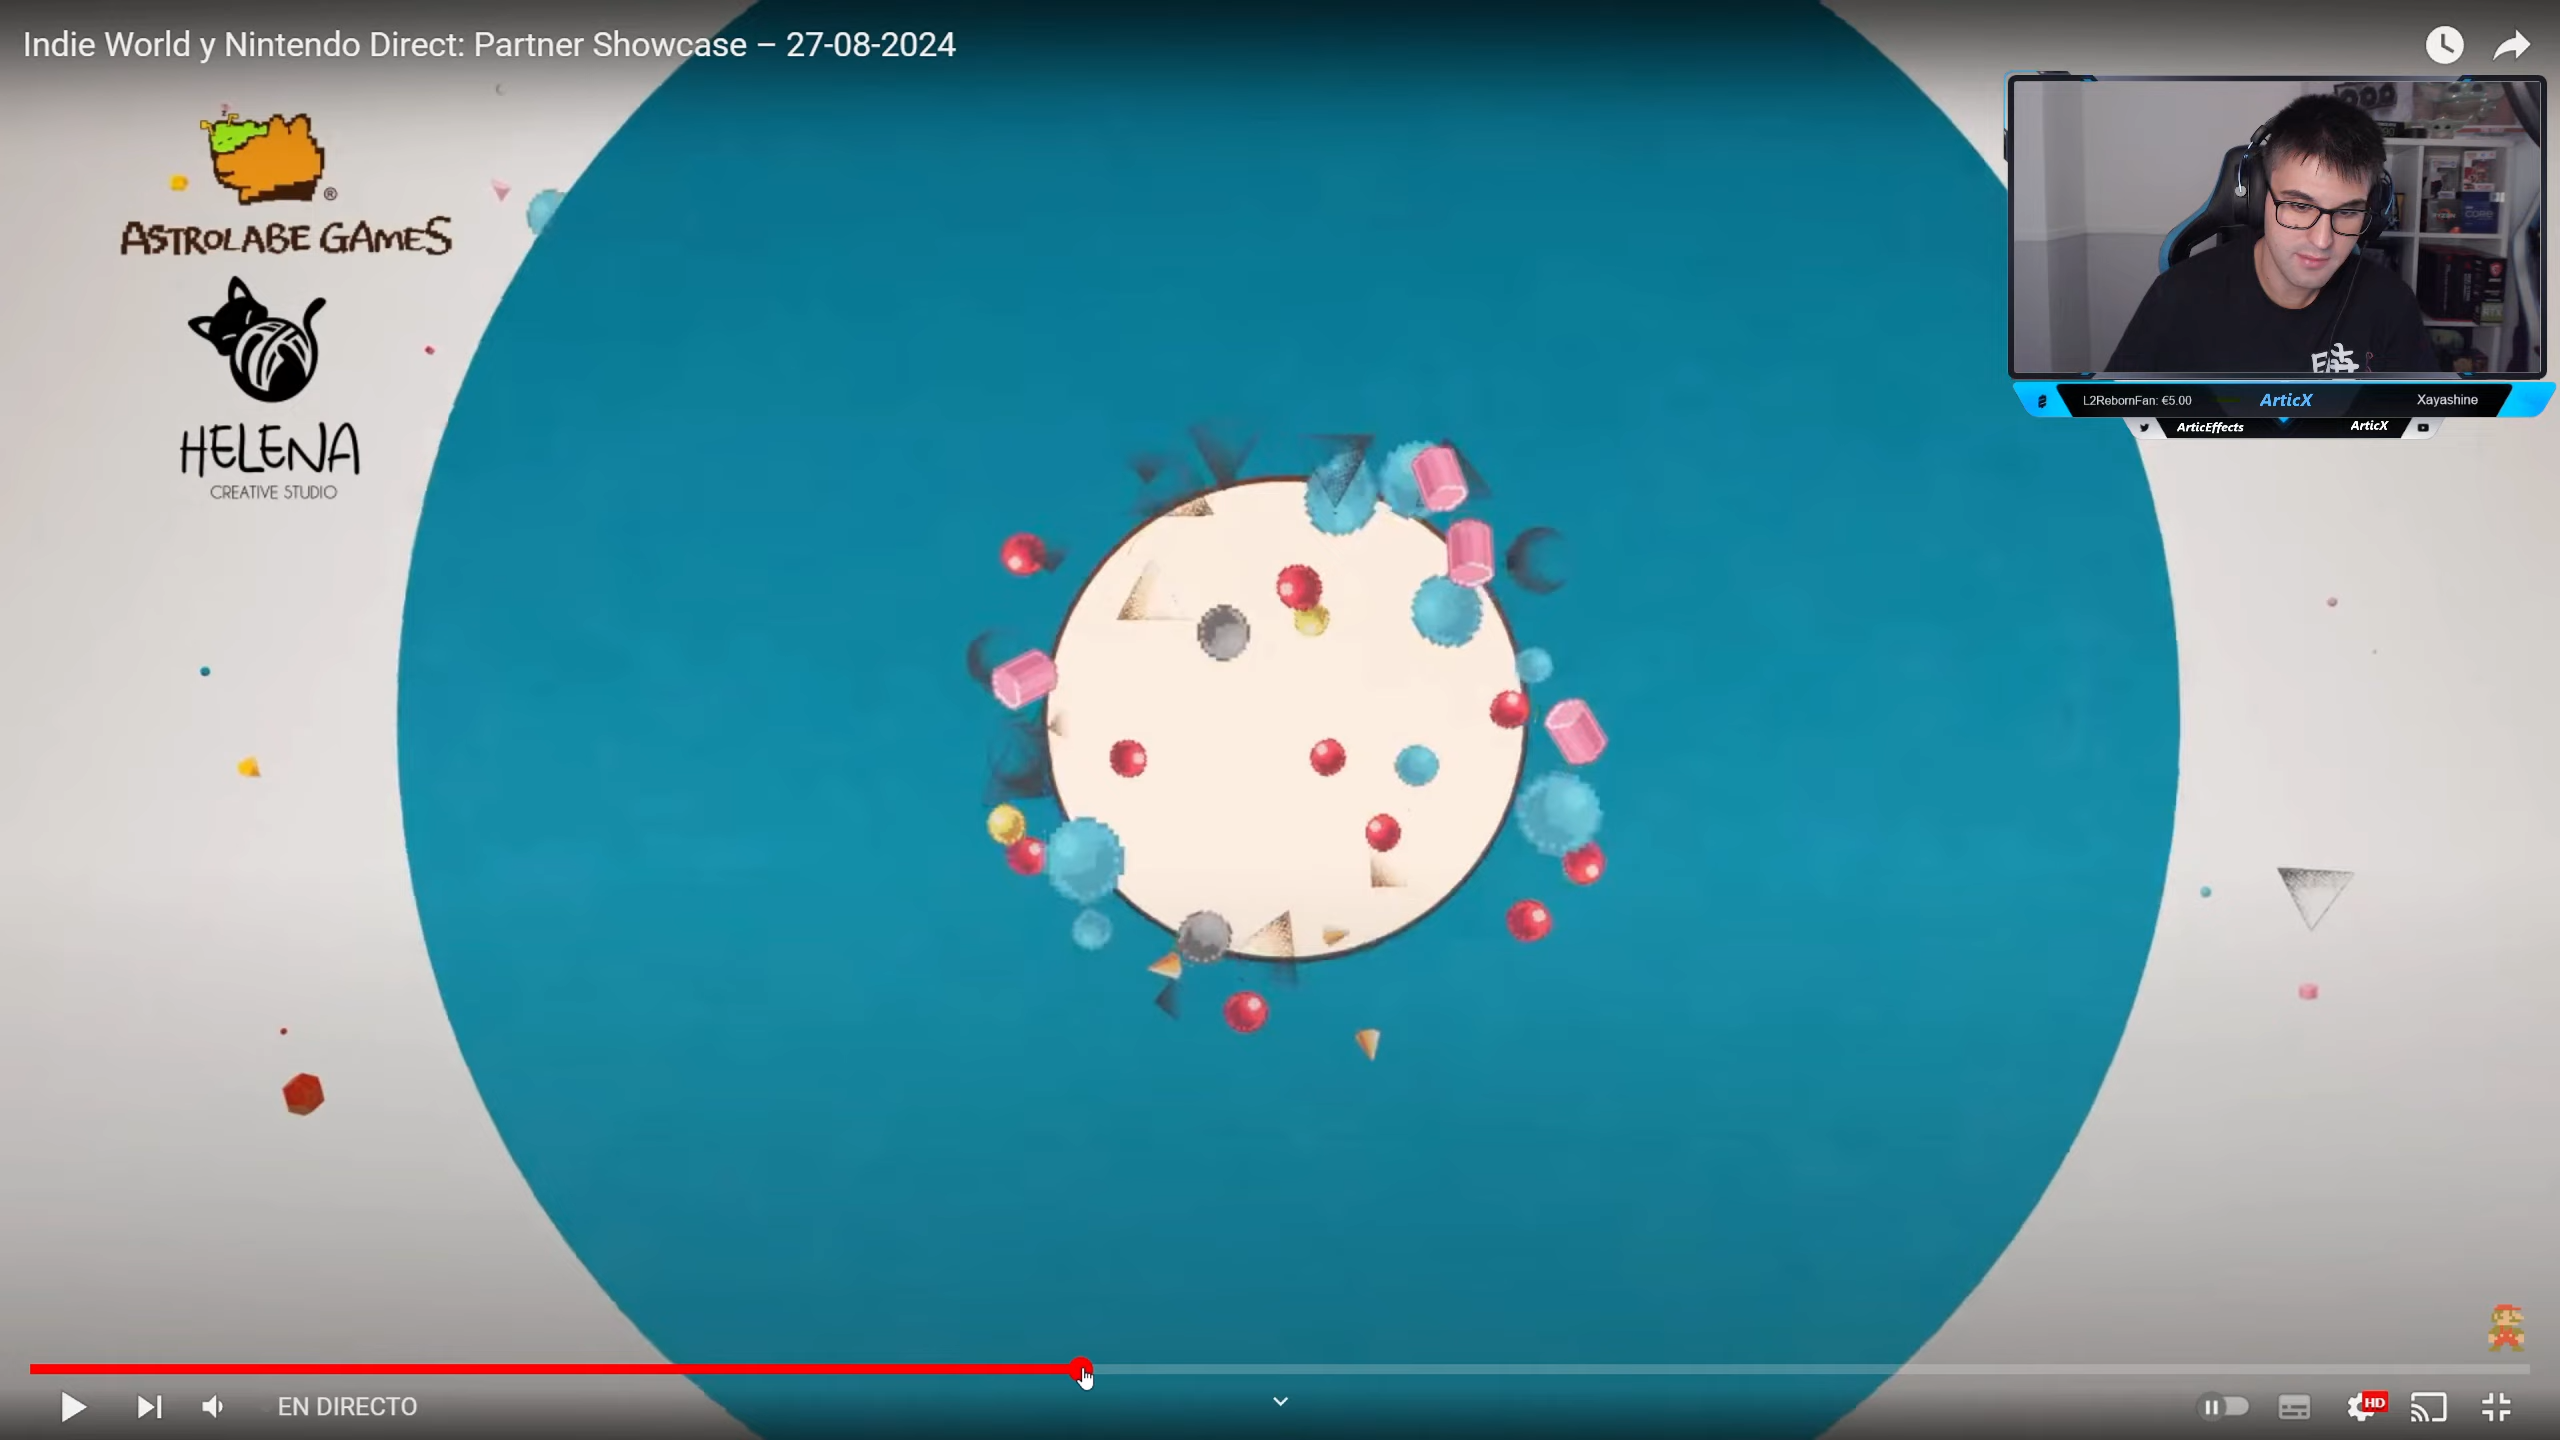 Indie World y Nintendo Direct: Partner Showcase – 27-08-2024
ASTROLABE GAMES
®
HELENA
CREATIVE STUDIO
L2RebornFan: €5.00
ArticX
Xayashine
ArticEffects
ArticX
EN DIRECTO
HD